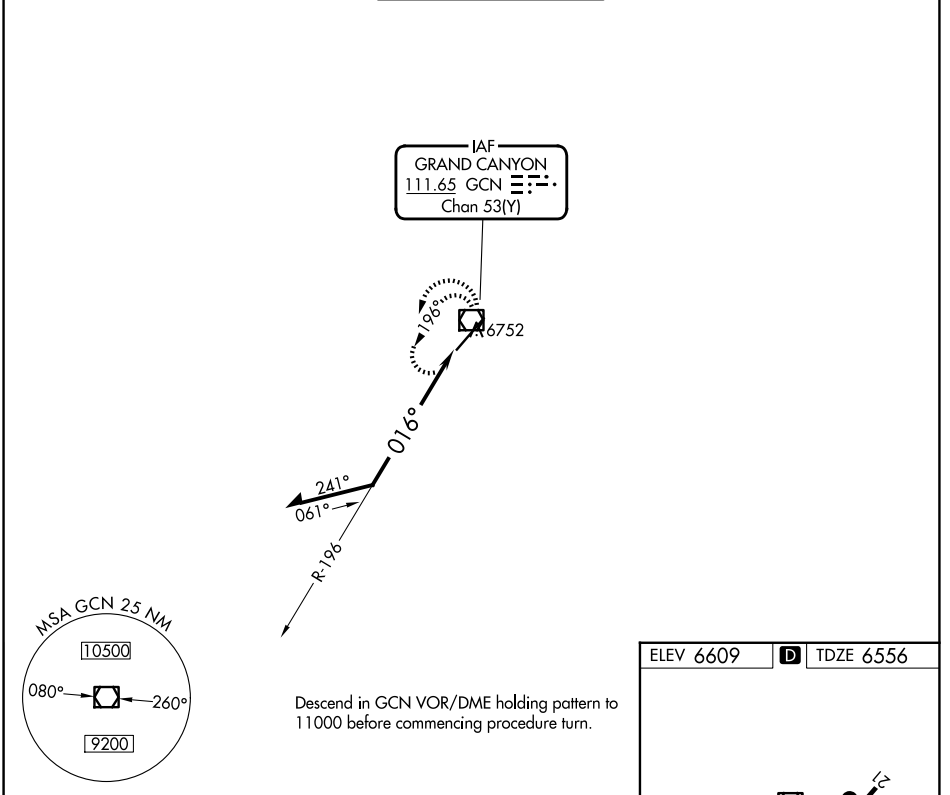 IAF
GRAND CANYON
111.65 GCN
Chan 53(Y)
196°
6752
016°
241°
061°
R-196
MSA GCN 25 NM
10500
080°
260°
9200
Descend in GCN VOR/DME holding pattern to
11000 before commencing procedure turn.
ELEV 6609 D TDZE 6556
21